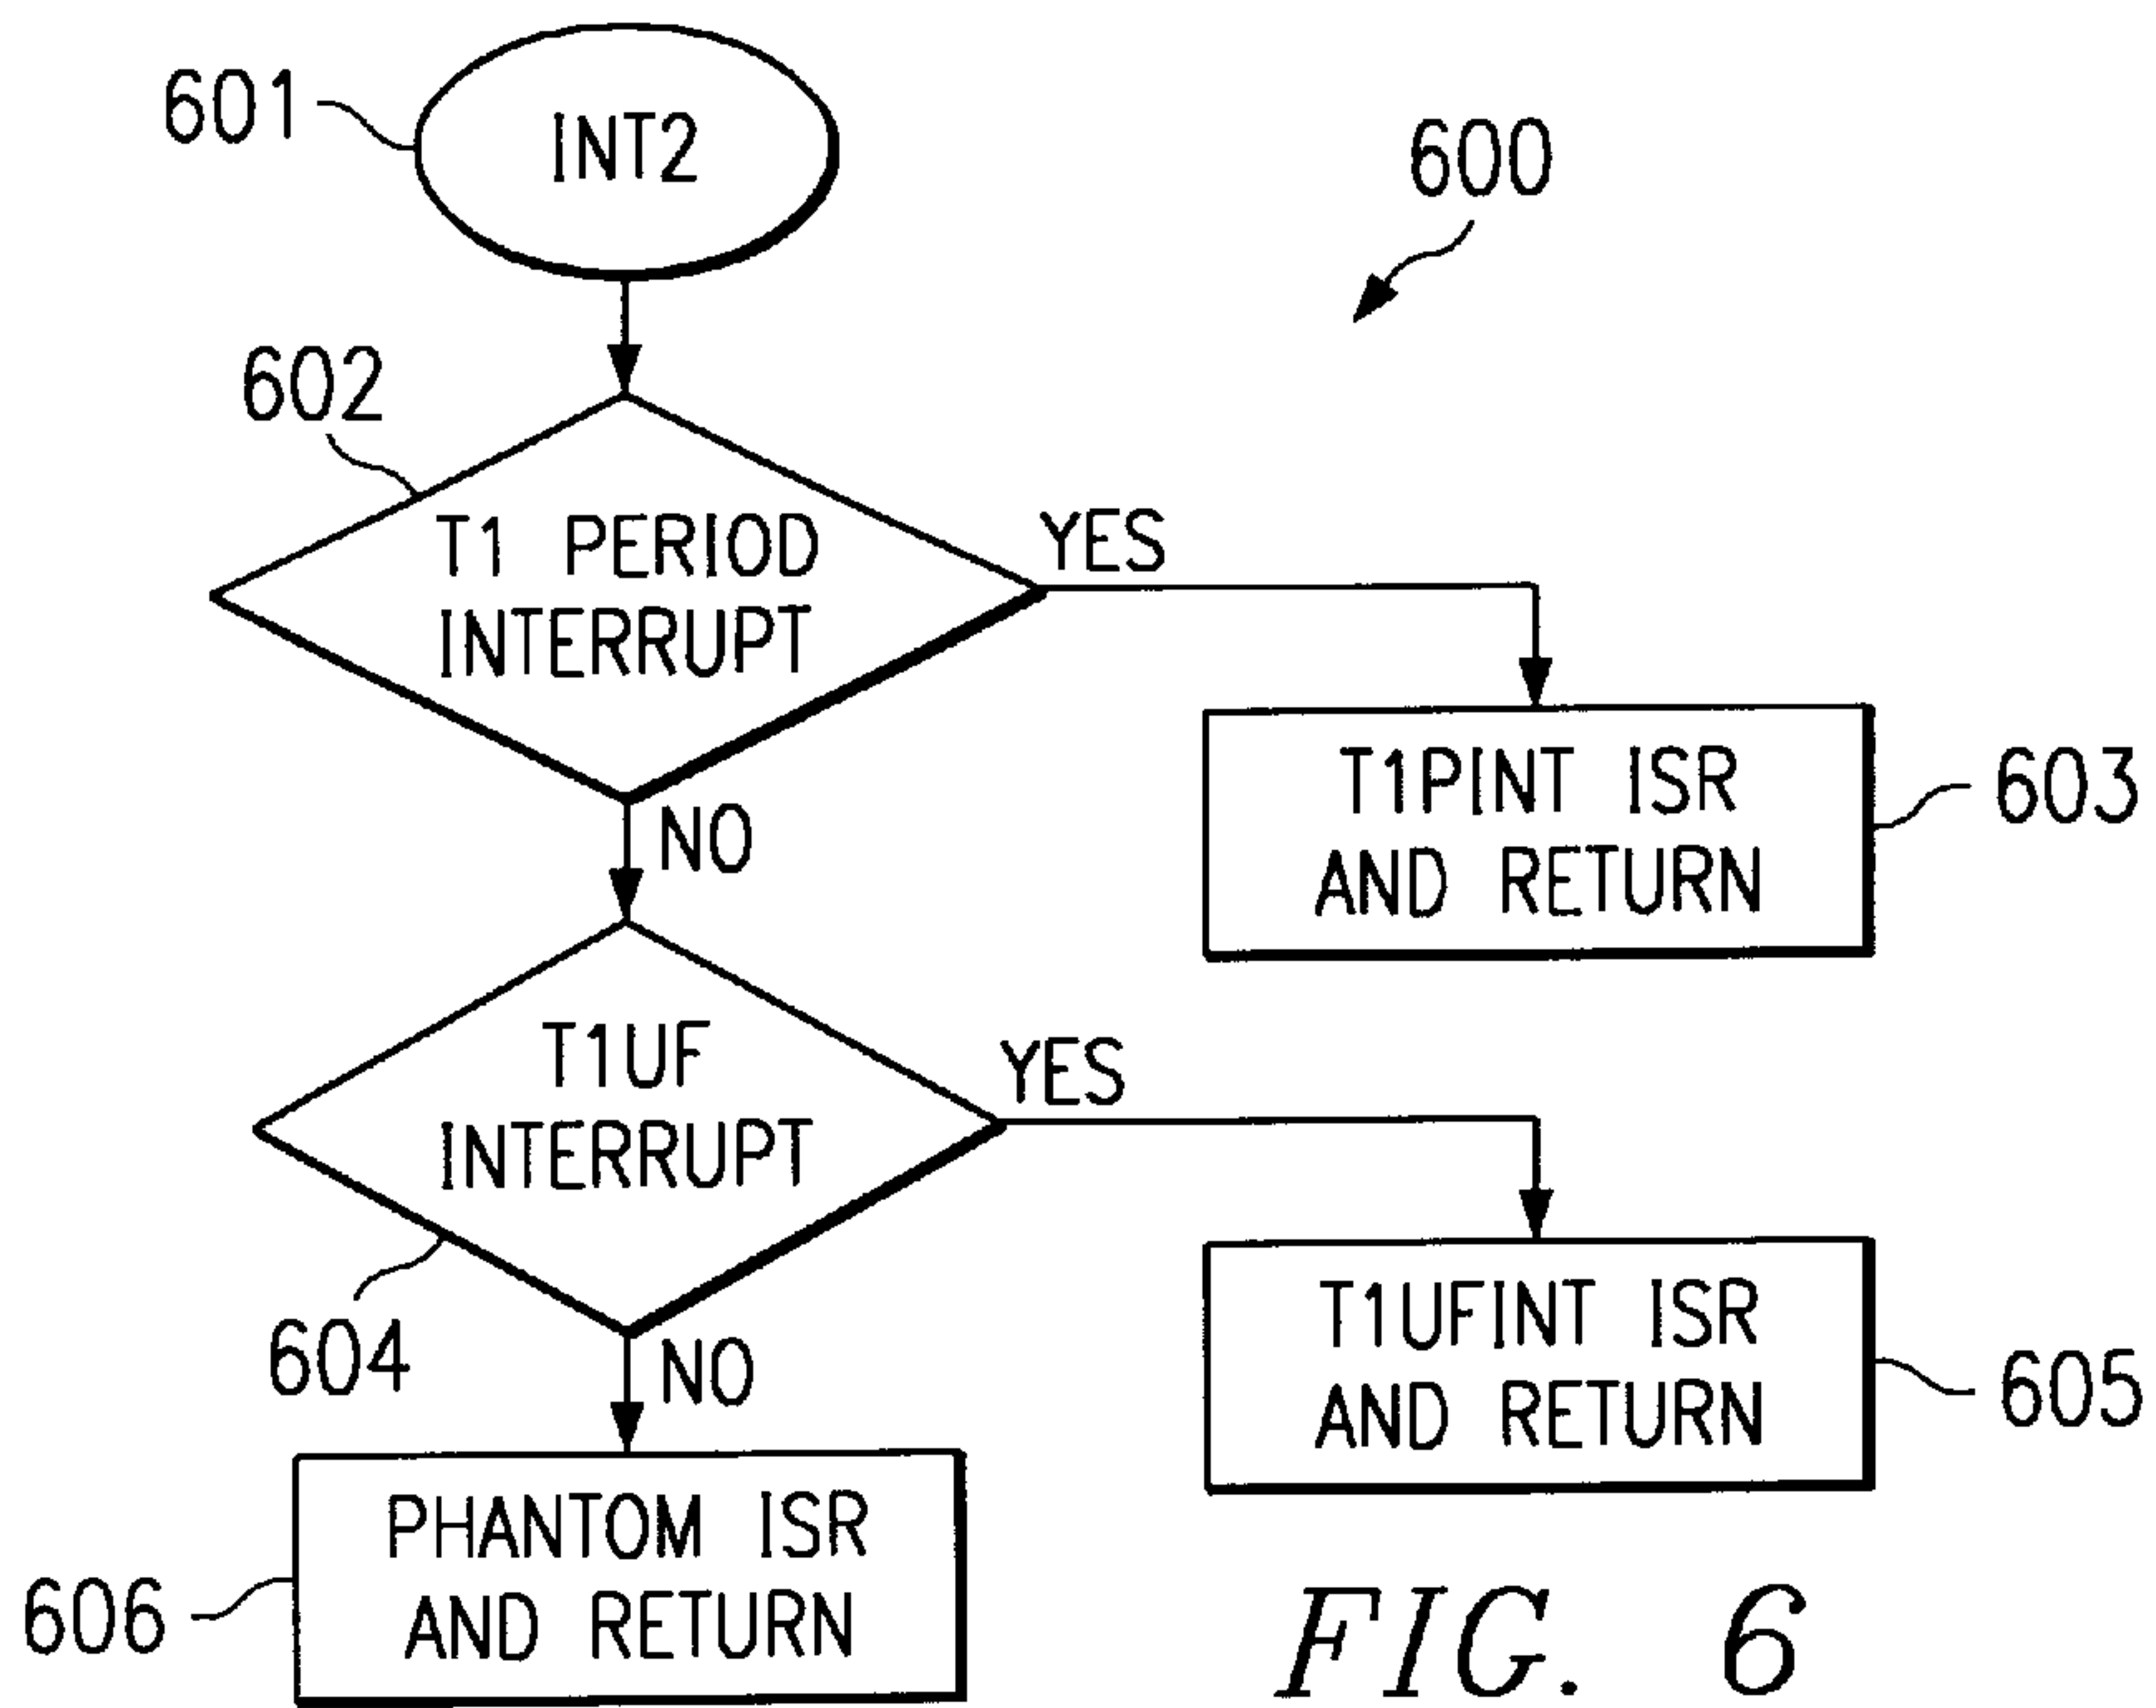 601
INT2
600
602
T1 PERIOD
INTERRUPT
YES
T1PINT ISR
AND RETURN
603
NO
T1UF
INTERRUPT
YES
604
T1UFINT ISR
AND RETURN
605
NO
PHANTOM ISR
AND RETURN
606
FIG. 6